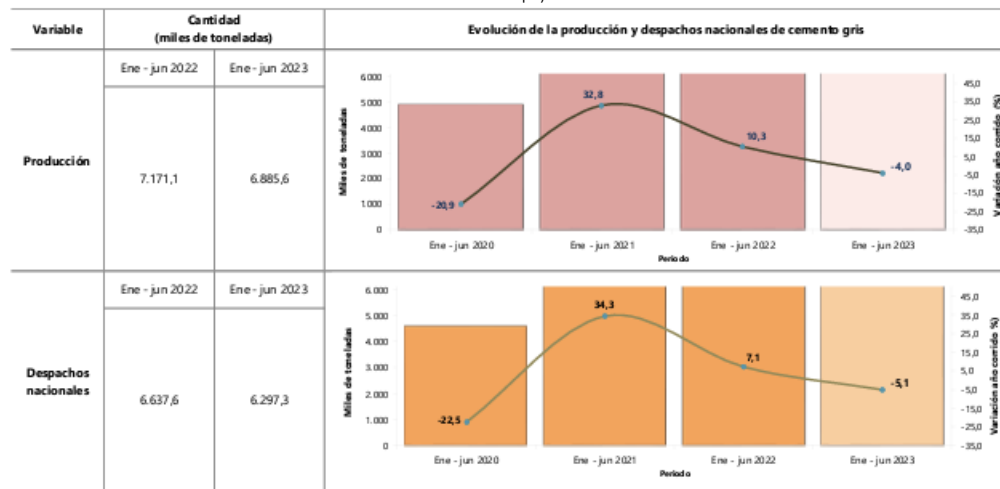 Variable
Cantidad
(miles de toneladas)
Evolución de la producción y despachos nacionales de cemento gris
Ene - jun 2022
Ene - jun 2023
Producción
7.171,1
6.885,6
Miles de toneladas
6.000
5.000
4.000
3.000
2.000
1.000
0
-20,9
32,8
10,3
-4,0
45,0
35,0
25,0
15,0
5,0
-5,0
-15,0
-25,0
-35,0
Variación año corrido (%)
Ene - jun 2020
Ene - jun 2021
Ene - jun 2022
Ene - jun 2023
Periodo
Ene - jun 2022
Ene - jun 2023
Despachos
nacionales
6.637,6
6.297,3
Miles de toneladas
6.000
5.000
4.000
3.000
2.000
1.000
0
-22,5
34,3
7,1
-5,1
45,0
35,0
25,0
15,0
5,0
-5,0
-15,0
-25,0
-35,0
Variación año corrido %)
Ene - jun 2020
Ene - jun 2021
Ene - jun 2022
Ene - jun 2023
Periodo